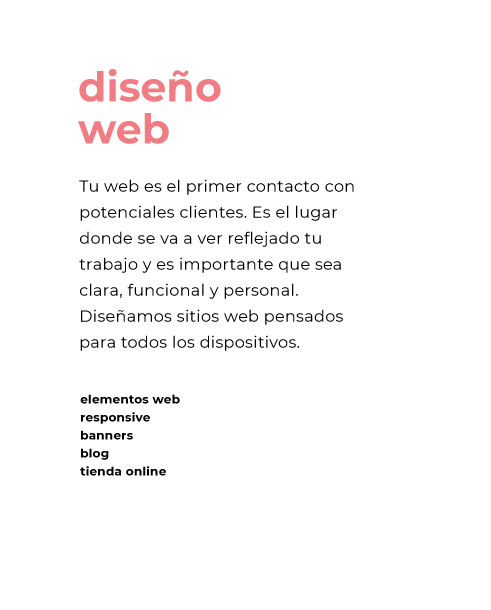 diseño
web
Tu web es el primer contacto con
potenciales clientes. Es el lugar
donde se va a ver reflejado tu
trabajo y es importante que sea
clara, funcional y personal.
Diseñamos sitios web pensados
para todos los dispositivos.
elementos web
responsive
banners
blog
tienda online